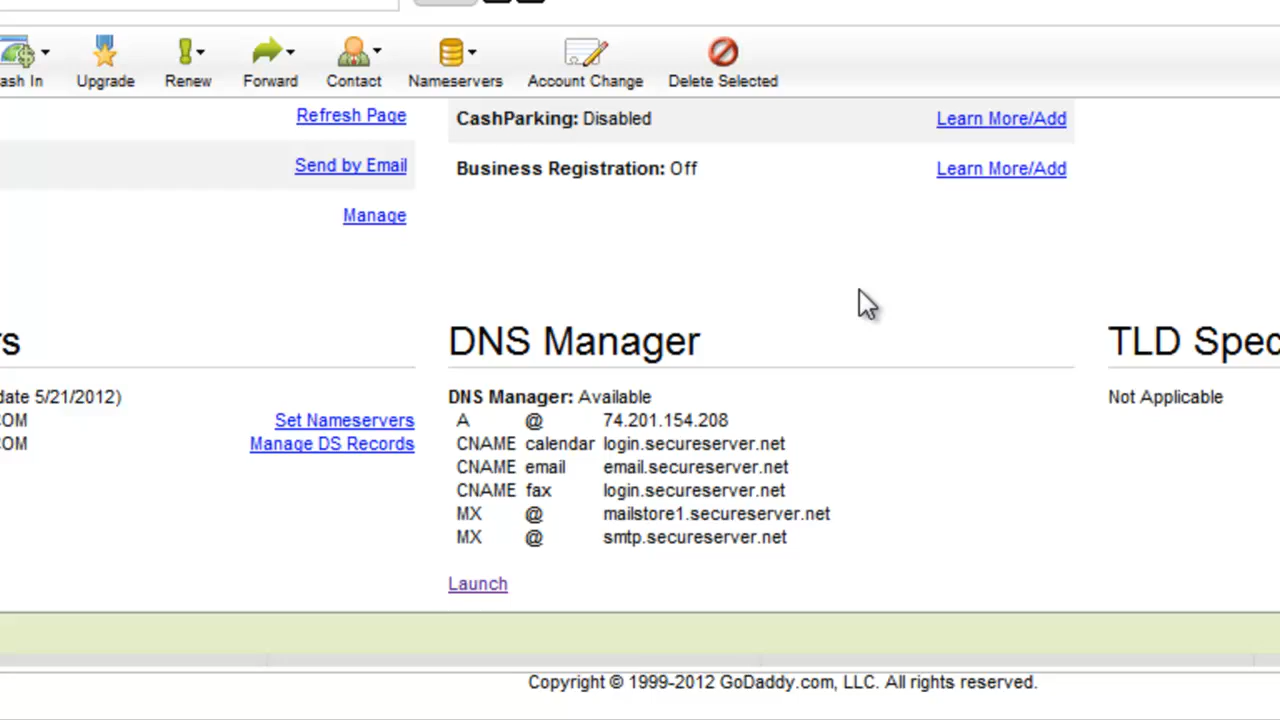 ash In Upgrade Renew Forward Contact Nameservers Account Change Delete Selected
Refresh Page
Send by Email
Manage
CashParking: Disabled Learn More/Add
Business Registration: Off Learn More/Add
rs
date 5/21/2012)
COM Set Nameservers
COM Manage DS Records
DNS Manager
DNS Manager: Available
A @ 74.201.154.208
CNAME calendar login.secureserver.net
CNAME email email.secureserver.net
CNAME fax login.secureserver.net
MX @ mailstore1.secureserver.net
MX @ smtp.secureserver.net
Launch
TLD Spec
Not Applicable
Copyright © 1999-2012 GoDaddy.com, LLC. All rights reserved.